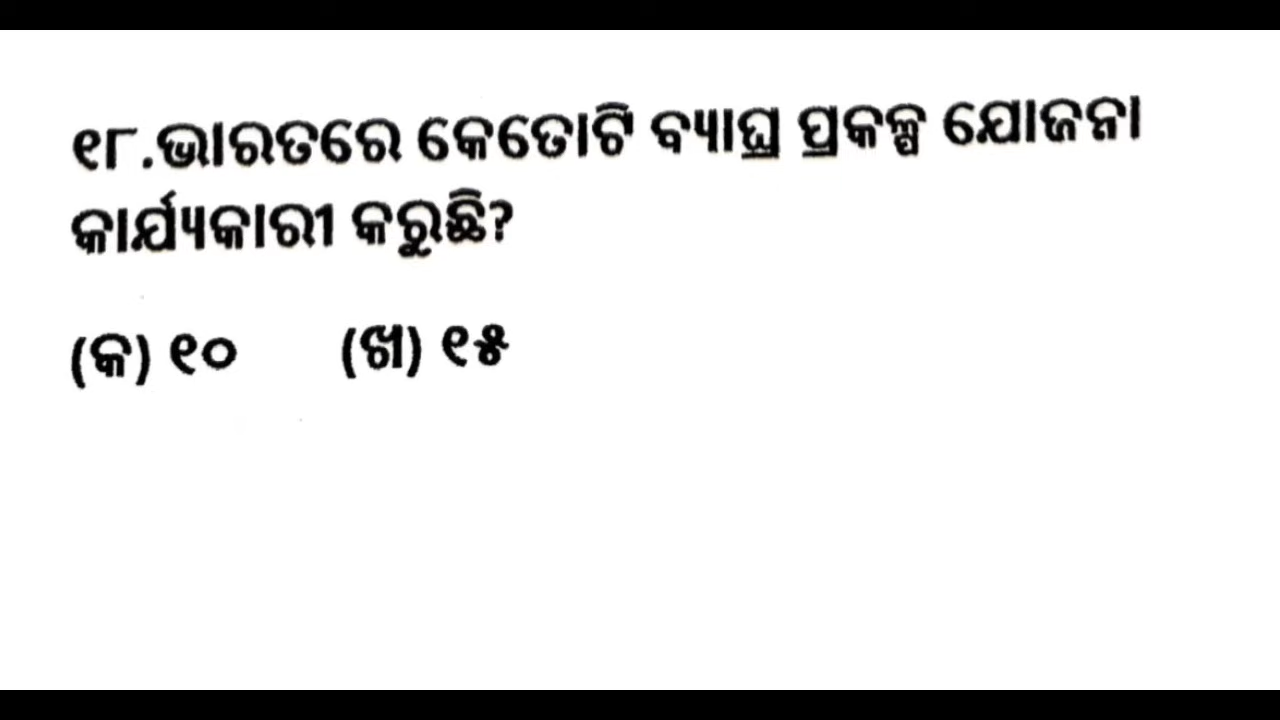 ୧୮.ଭାରତରେ କେତୋଟି ବ୍ୟାଘ୍ର ପ୍ରକଳ୍ପ ଯୋଜନା
କାର୍ଯ୍ୟକାରୀ କରୁଛି?
(କ) ୧୦ (ଖ) ୧୫